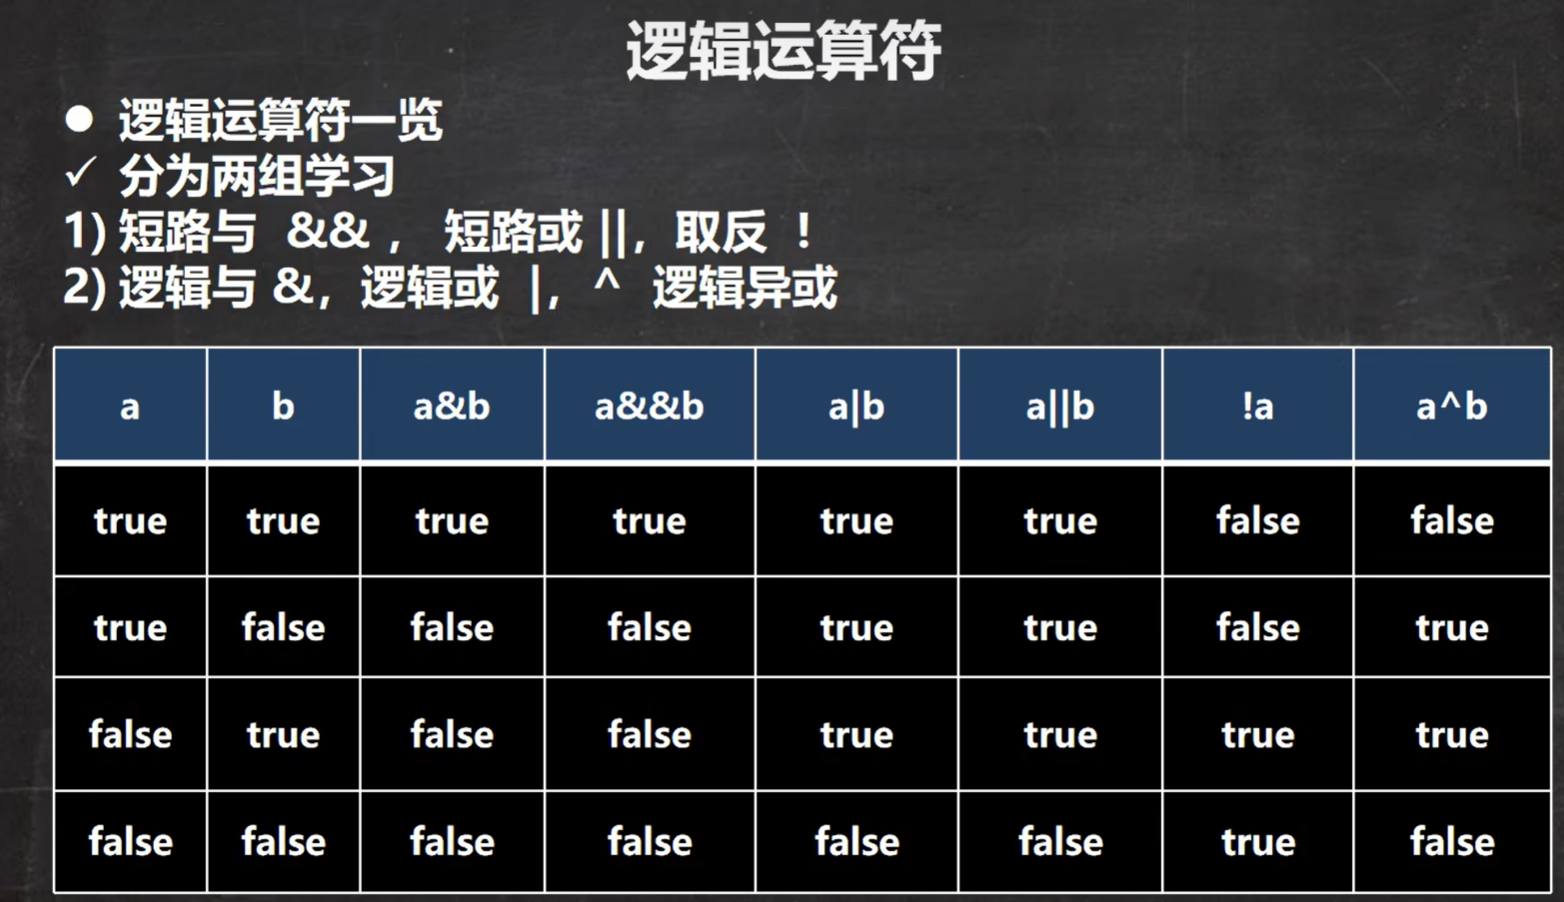 逻辑运算符
● 逻辑运算符一览
✓ 分为两组学习
1) 短路与 && ， 短路或 ||，取反 ！
2) 逻辑与 &，逻辑或 |， ^ 逻辑异或
a b a&b a&&b a|b a||b !a a^b
true true true true true true false false
true false false false true true false true
false true false false true true true true
false false false false false false true false